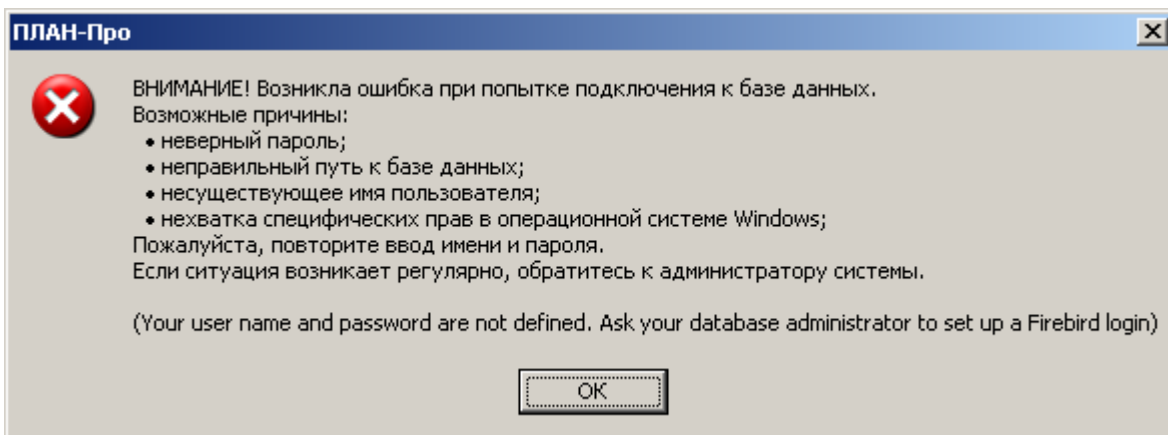 ПЛАН-Про
ВНИМАНИЕ! Возникла ошибка при попытке подключения к базе данных.
Возможные причины:
• неверный пароль;
• неправильный путь к базе данных;
• несуществующее имя пользователя;
• нехватка специфических прав в операционной системе Windows;
Пожалуйста, повторите ввод имени и пароля.
Если ситуация возникает регулярно, обратитесь к администратору системы.
(Your user name and password are not defined. Ask your database administrator to set up a Firebird login)
OK